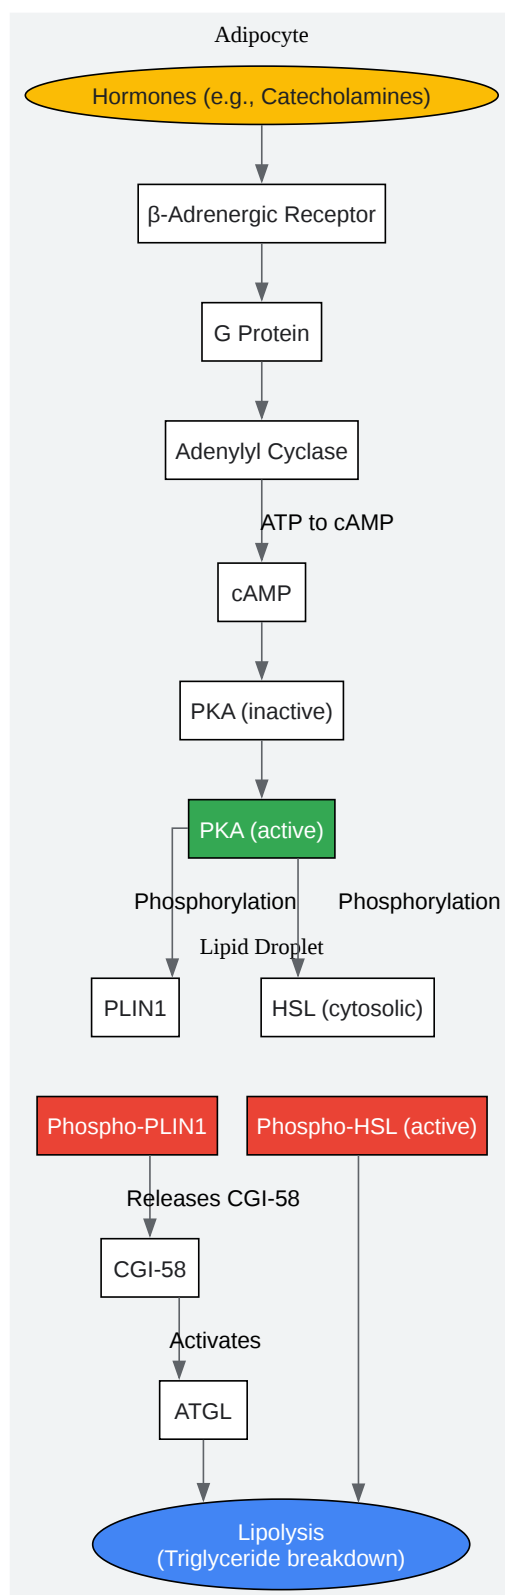 Adipocyte
Hormones (e.g., Catecholamines)
β-Adrenergic Receptor
G Protein
Adenylyl Cyclase
ATP to cAMP
cAMP
PKA (inactive)
PKA (active)
Phosphorylation
Phosphorylation
Lipid Droplet
PLIN1
HSL (cytosolic)
Phospho-PLIN1
Phospho-HSL (active)
Releases CGI-58
CGI-58
Activates
ATGL
Lipolysis
(Triglyceride breakdown)